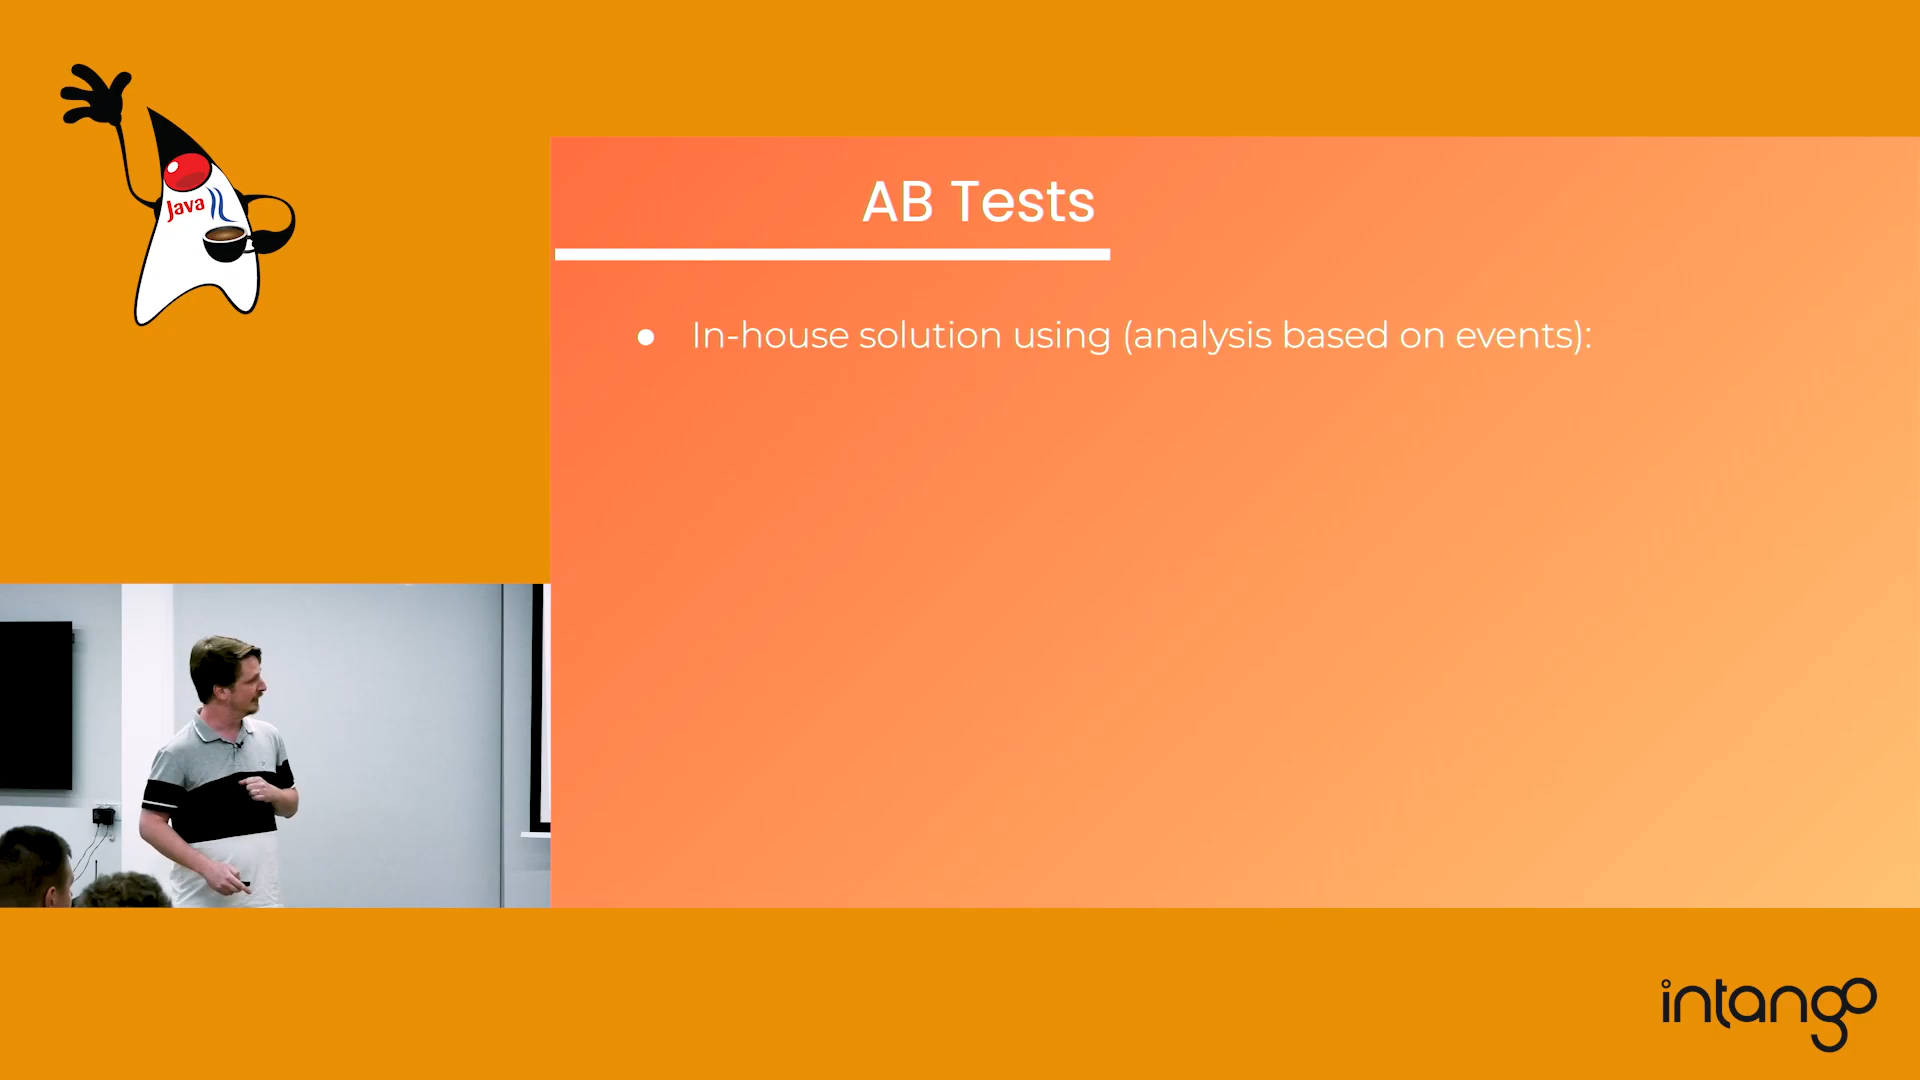 Java
AB Tests
● In-house solution using (analysis based on events):
intango